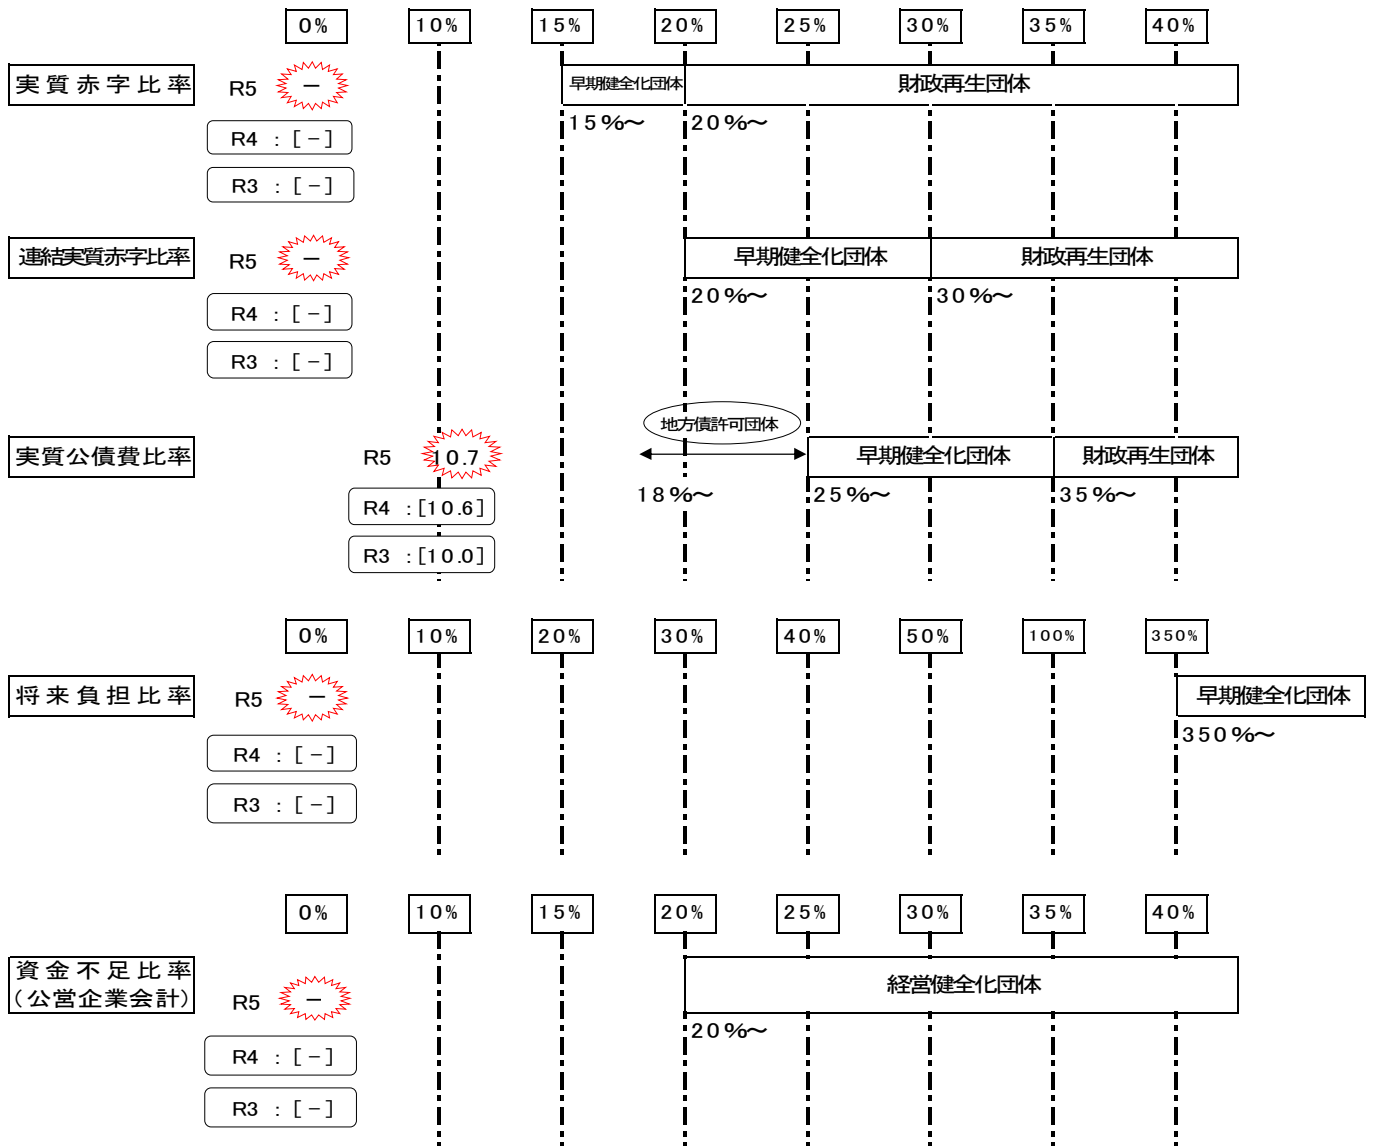 0% 10% 15% 20% 25% 30% 35% 40%
実質赤字比率 R5 － 早期健全化団体 財政再生団体
15%～ 20%～
R4 : [－]
R3 : [－]
連結実質赤字比率 R5 － 早期健全化団体 財政再生団体
20%～ 30%～
R4 : [－]
R3 : [－]
地方債許可団体
実質公債費比率 R5 10.7 早期健全化団体 財政再生団体
18%～ 25%～ 35%～
R4 :[10.6]
R3 :[10.0]
0% 10% 20% 30% 40% 50% 100% 350%
将来負担比率 R5 － 早期健全化団体
350%～
R4 : [－]
R3 : [－]
0% 10% 15% 20% 25% 30% 35% 40%
資金不足比率
(公営企業会計) R5 － 経営健全化団体
20%～
R4 : [－]
R3 : [－]